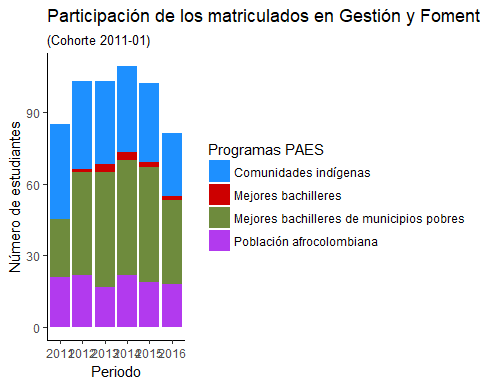 Participación de los matriculados en Gestión y Foment
(Cohorte 2011-01)
Número de estudiantes
90
60
30
0
2011 2012 2013 2014 2015 2016
Periodo
Programas PAES
Comunidades indígenas
Mejores bachilleres
Mejores bachilleres de municipios pobres
Población afrocolombiana